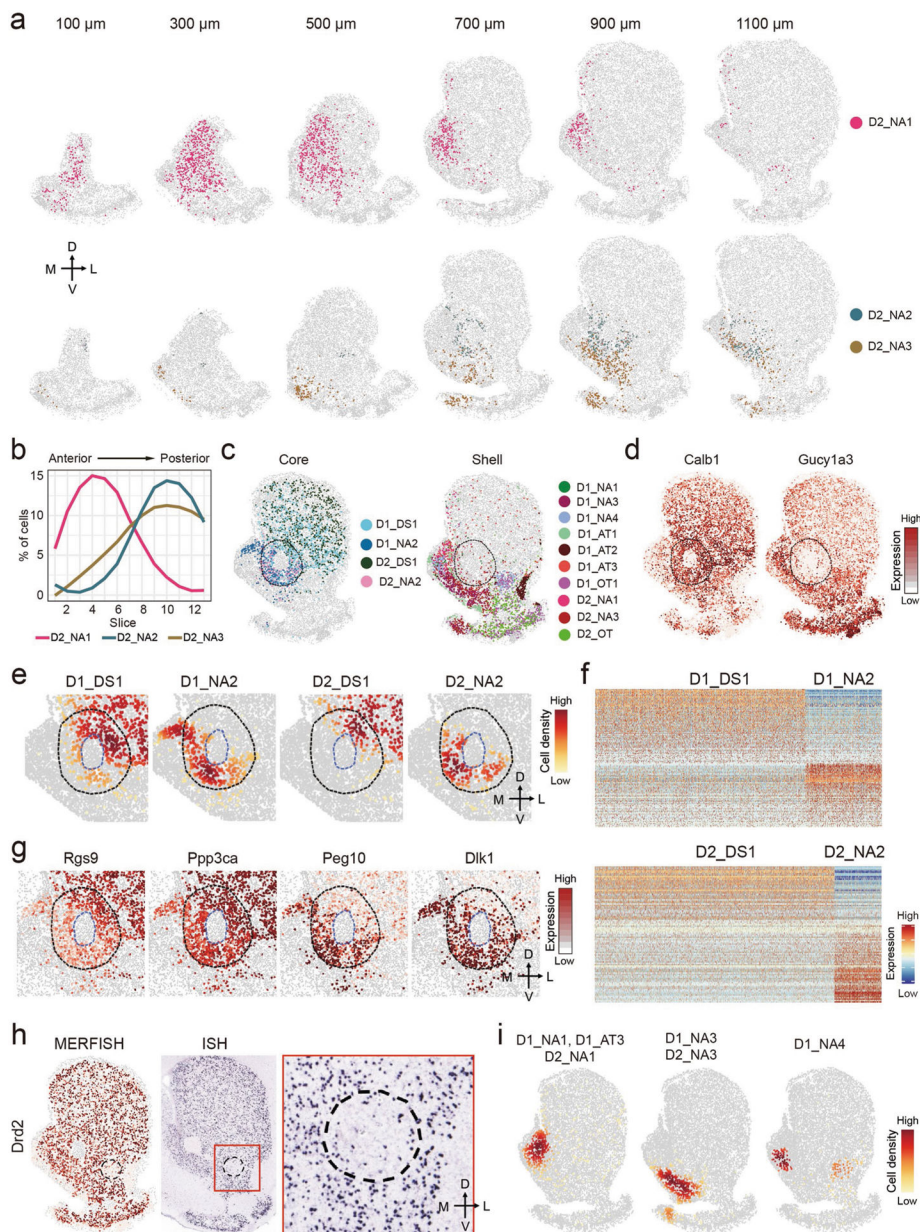 a
100 µm 300 µm 500 µm 700 µm 900 µm 1100 µm
D2_NA1
D
M L
V
D2_NA2
D2_NA3
b
Anterior Posterior
15
10
5
0
% of cells
2 4 6 8 10 12
Slice
D2_NA1 D2_NA2 D2_NA3
c
Core Shell
D1_DS1
D1_NA2
D2_DS1
D2_NA2
D1_NA1
D1_NA3
D1_NA4
D1_AT1
D1_AT2
D1_AT3
D1_OT1
D2_NA1
D2_NA3
D2_OT
d
Calb1 Gucy1a3
Expression
High
Low
e
D1_DS1 D1_NA2 D2_DS1 D2_NA2
High
Cell density
Low
D
M L
V
f
D1_DS1 D1_NA2
D2_DS1 D2_NA2
High
Expression
Low
g
Rgs9 Ppp3ca Peg10 Dlk1
High
Expression
Low
D
M L
V
h
MERFISH ISH
Drd2
D
M L
V
i
D1_NA1, D1_AT3
D2_NA1
D1_NA3
D2_NA3
D1_NA4
High
Cell density
Low